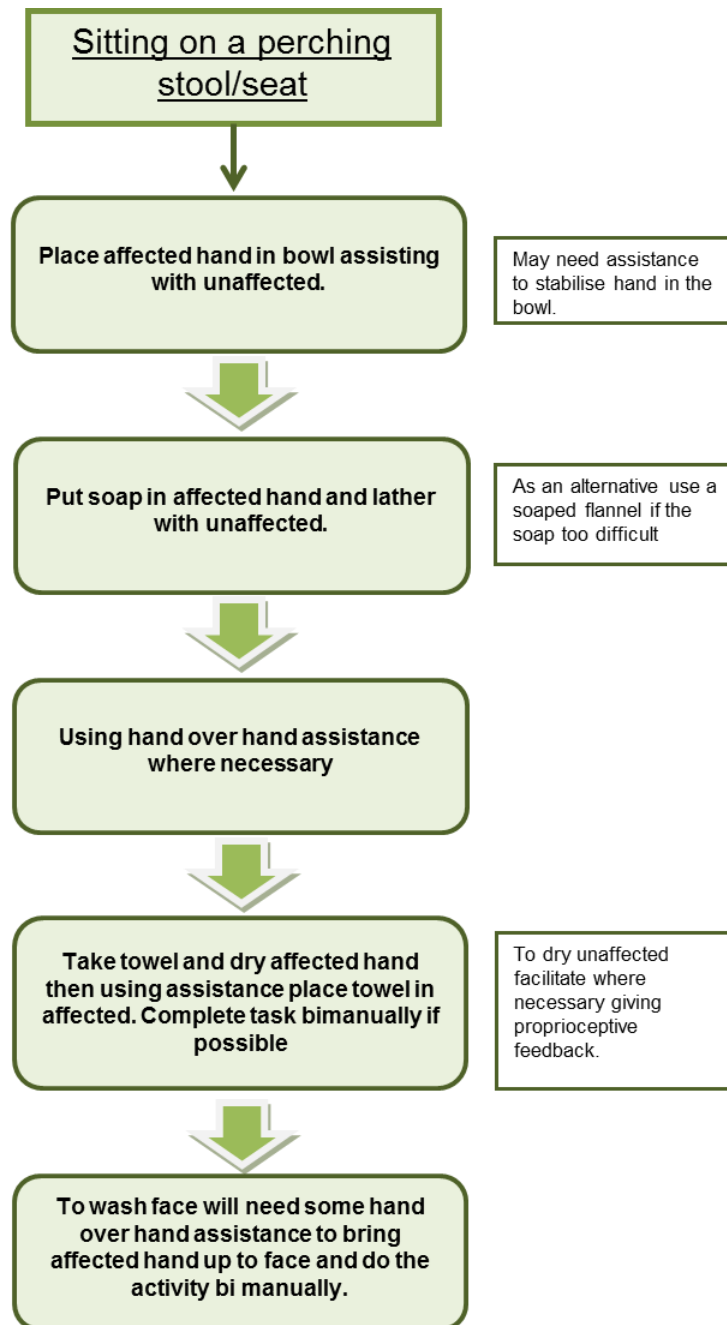 Sitting on a perching
stool/seat
Place affected hand in bowl assisting
with unaffected.
May need assistance
to stabilise hand in the
bowl.
Put soap in affected hand and lather
with unaffected.
As an alternative use a
soaped flannel if the
soap too difficult
Using hand over hand assistance
where necessary
Take towel and dry affected hand
then using assistance place towel in
affected. Complete task bimanually if
possible
To dry unaffected
facilitate where
necessary giving
proprioceptive
feedback.
To wash face will need some hand
over hand assistance to bring
affected hand up to face and do the
activity bi manually.